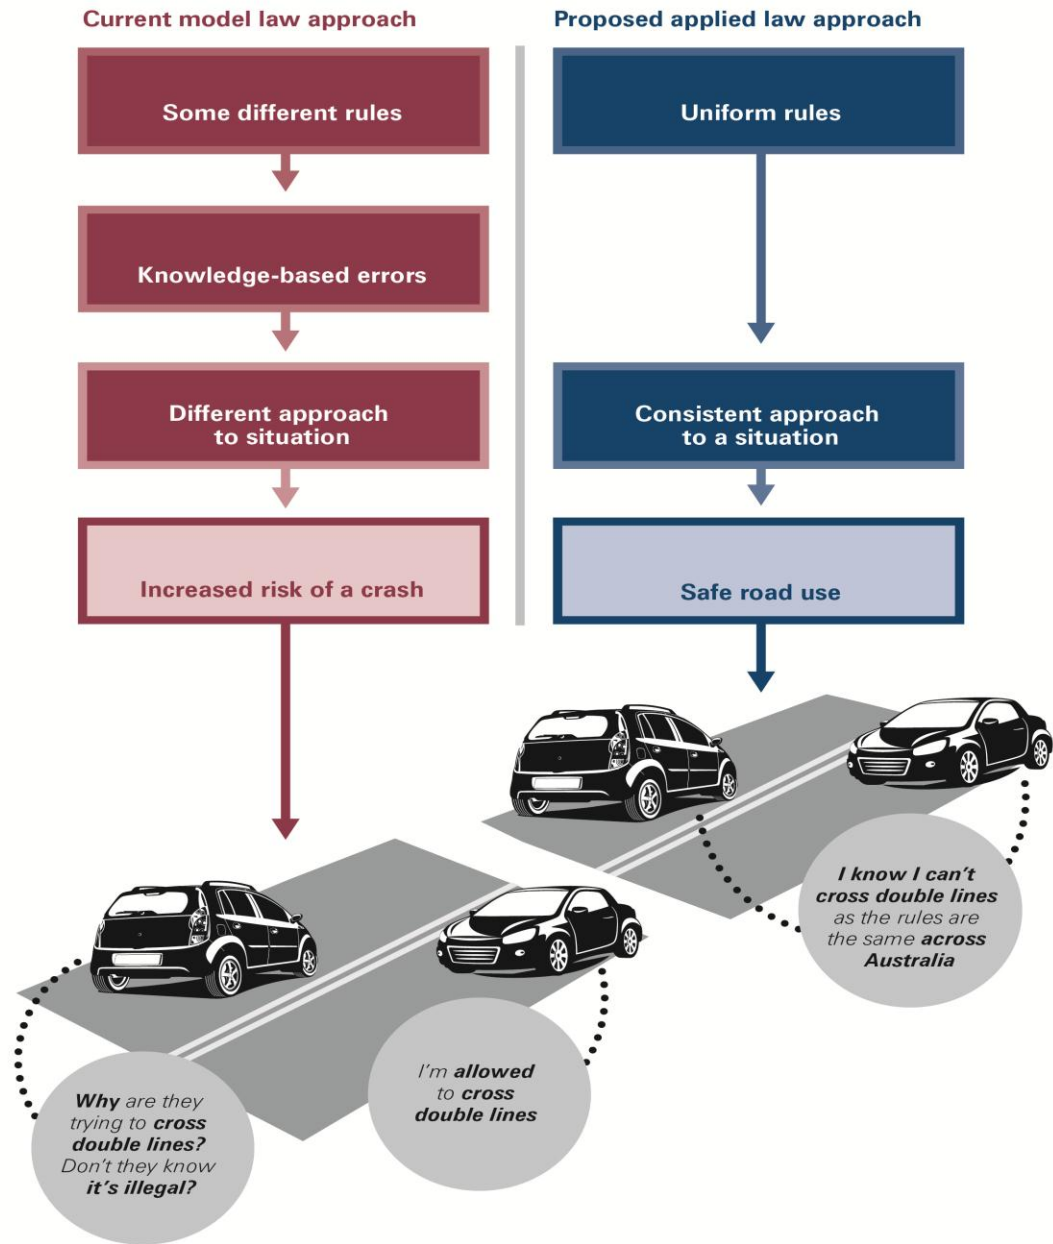 Current model law approach
Some different rules
Knowledge-based errors
Different approach
to situation
Increased risk of a crash
Proposed applied law approach
Uniform rules
Consistent approach
to a situation
Safe road use
I know I can't
cross double lines
as the rules are
the same across
Australia
I'm allowed
to cross
double lines
Why are they
trying to cross
double lines?
Don't they know
it's illegal?